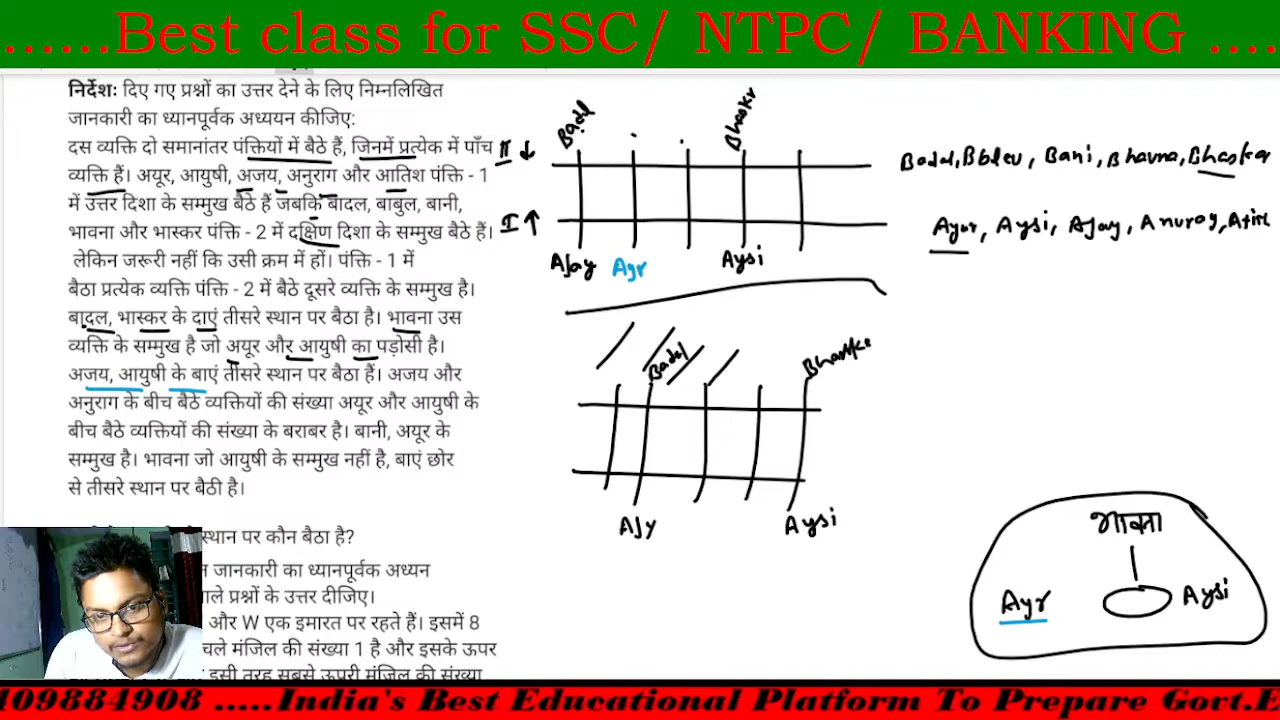 ......Best class for SSC/ NTPC/ BANKING ....
निर्देशः दिए गए प्रश्नों का उत्तर देने के लिए निम्नलिखित
जानकारी का ध्यानपूर्वक अध्ययन कीजिए:
दस व्यक्ति दो समानांतर पंक्तियों में बैठे हैं, जिनमें प्रत्येक में पाँच
व्यक्ति हैं। अयूर, आयुषी, अजय, अनुराग और आतिश पंक्ति - 1
में उत्तर दिशा के सम्मुख बैठे हैं जबकि बादल, बाबुल, बानी,
भावना और भास्कर पंक्ति - 2 में दक्षिण दिशा के सम्मुख बैठे हैं।
लेकिन जरूरी नहीं कि उसी क्रम में हों। पंक्ति - 1 में
बैठा प्रत्येक व्यक्ति पंक्ति - 2 में बैठे दूसरे व्यक्ति के सम्मुख है।
बादल, भास्कर के दाएं तीसरे स्थान पर बैठा है। भावना उस
व्यक्ति के सम्मुख है जो अयूर और आयुषी का पड़ोसी है।
अजय, आयुषी के बाएं तीसरे स्थान पर बैठा हैं। अजय और
अनुराग के बीच बैठे व्यक्तियों की संख्या अयूर और आयुषी के
बीच बैठे व्यक्तियों की संख्या के बराबर है। बानी, अयूर के
सम्मुख है। भावना जो आयुषी के सम्मुख नहीं है, बाएं छोर
से तीसरे स्थान पर बैठी है।
स्थान पर कौन बैठा है?
न जानकारी का ध्यानपूर्वक अध्यन
ाले प्रश्नों के उत्तर दीजिए।
और W एक इमारत पर रहते हैं। इसमें 8
चले मंजिल की संख्या 1 है और इसके ऊपर
इसी तरह सबसे ऊपरी मंजिल की संख्या
Badal Bhaskr
II ↓
I ↑
AJay Ayr Aysi
Badal, Bani, Bhavna, Bhaskar
Ayur, Aysi, AJay, Anurag, Atish
Badal
AJy Aysi
भावना
Ayr Aysi
409884908 .....India's Best Educational Platform To Prepare Govt.E